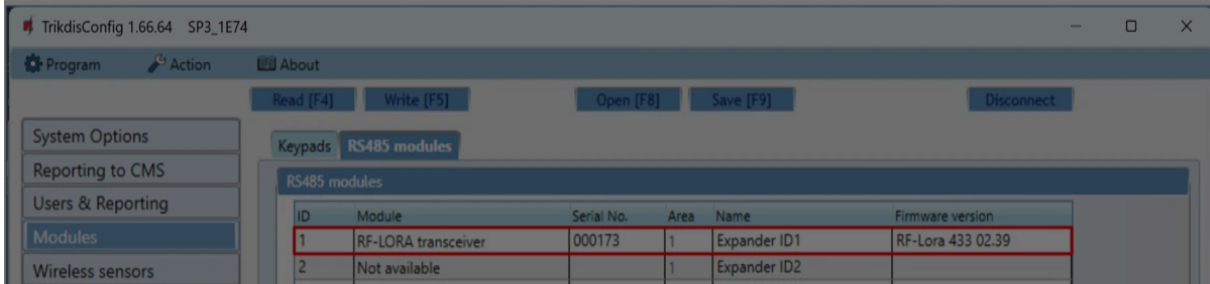 TrikdisConfig 1.66.64 SP3_1E74
Program Action About
Read [F4] Write [F5] Open [F8] Save [F9] Disconnect
System Options
Reporting to CMS
Users & Reporting
Modules
Wireless sensors
Keypads RS485 modules
RS485 modules
ID Module Serial No. Area Name Firmware version
1 RF-LORA transceiver 000173 1 Expander ID1 RF-Lora 433 02.39
2 Not available 1 Expander ID2